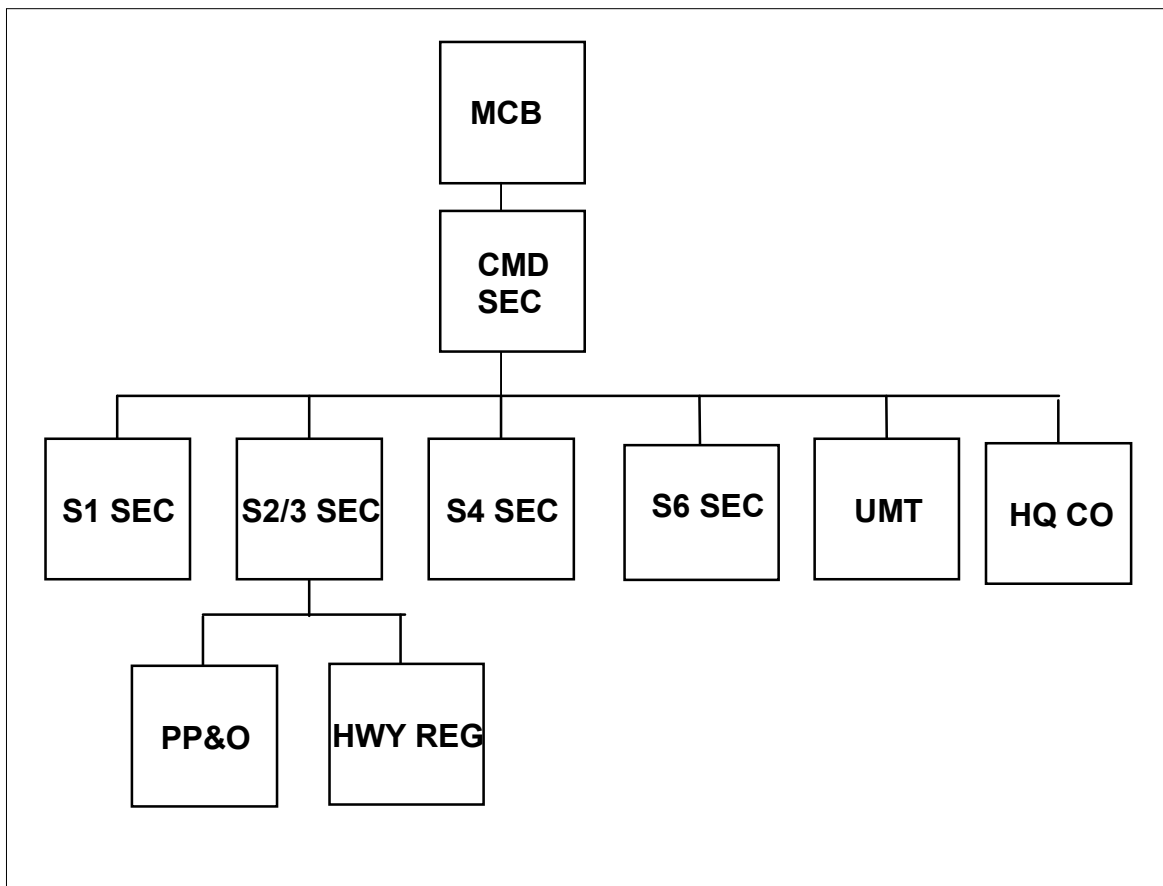 MCB
CMD
SEC
S1 SEC
S2/3 SEC
S4 SEC
S6 SEC
UMT
HQ CO
PP&O
HWY REG